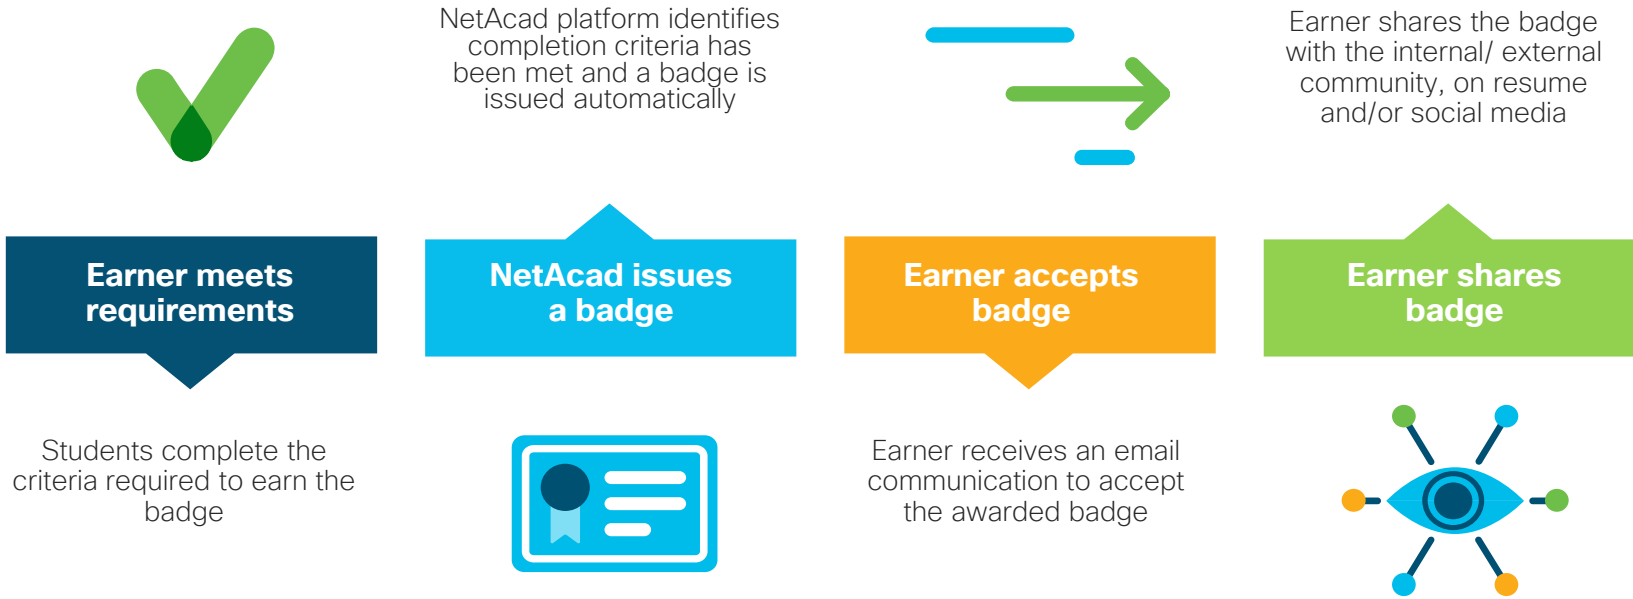 Earner meets
requirements
Students complete the
criteria required to earn the
badge
NetAcad platform identifies
completion criteria has
been met and a badge is
issued automatically
NetAcad issues
a badge
Earner accepts
badge
Earner receives an email
communication to accept
the awarded badge
Earner shares the badge
with the internal/ external
community, on resume
and/or social media
Earner shares
badge